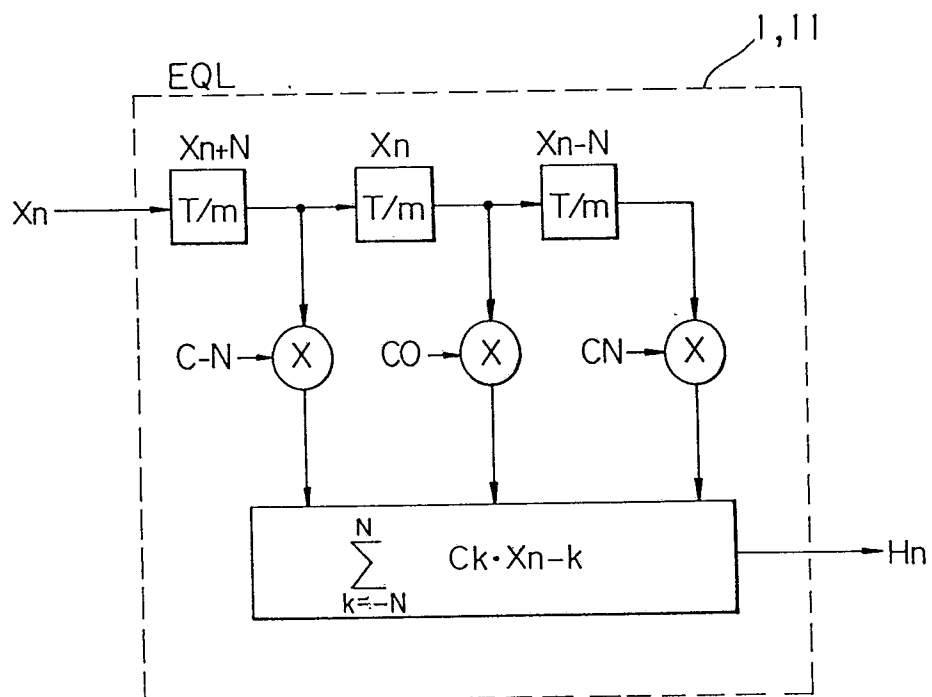 1,11
EQL
Xn+N Xn Xn-N
Xn T/m T/m T/m
C-N X CO X CN X
N
∑ Ck·Xn-k
k=-N
Hn